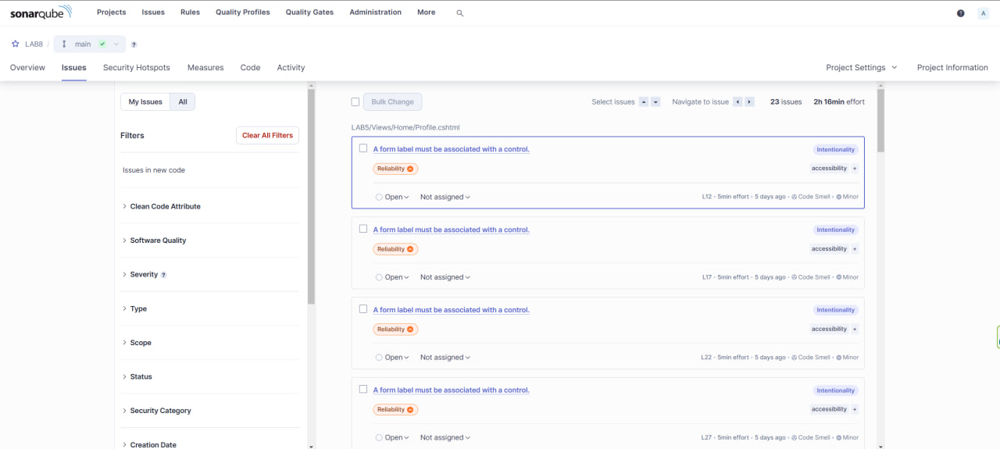 sonarqube Projects Issues Rules Quality Profiles Quality Gates Administration More ? A
LAB8 / main ?
Overview Issues Security Hotspots Measures Code Activity Project Settings Project Information
My Issues All
Filters Clear All Filters
Issues in new code
Clean Code Attribute
Software Quality
Severity ?
Type
Scope
Status
Security Category
Creation Date
Bulk Change Select issues Navigate to issue 23 issues 2h 16min effort
LAB5/Views/Home/Profile.cshtml
A form label must be associated with a control. Intentionality
Reliability accessibility +
Open Not assigned L12 • 5min effort • 5 days ago • Code Smell • Minor
A form label must be associated with a control. Intentionality
Reliability accessibility +
Open Not assigned L17 • 5min effort • 5 days ago • Code Smell • Minor
A form label must be associated with a control. Intentionality
Reliability accessibility +
Open Not assigned L22 • 5min effort • 5 days ago • Code Smell • Minor
A form label must be associated with a control. Intentionality
Reliability accessibility +
Open Not assigned L27 • 5min effort • 5 days ago • Code Smell • Minor